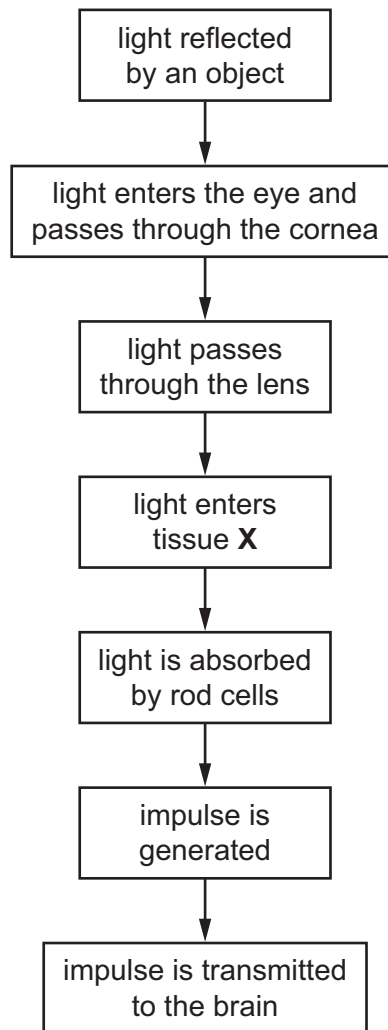 light reflected
by an object
light enters the eye and
passes through the cornea
light passes
through the lens
light enters
tissue X
light is absorbed
by rod cells
impulse is
generated
impulse is transmitted
to the brain